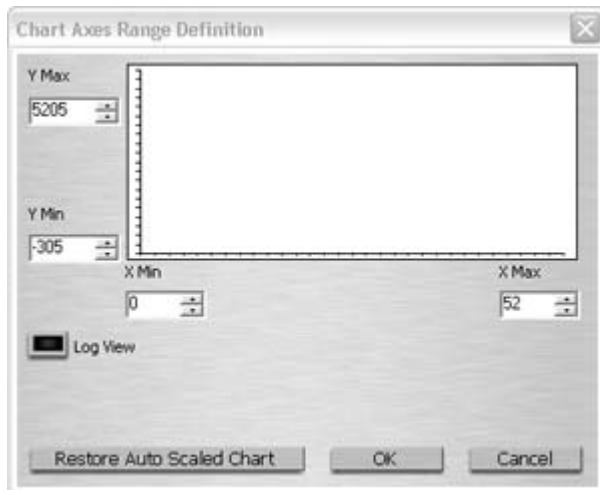 Chart Axes Range Definition
Y Max
5205
Y Min
-305
X Min
X Max
0
52
Log View
Restore Auto Scaled Chart
OK
Cancel